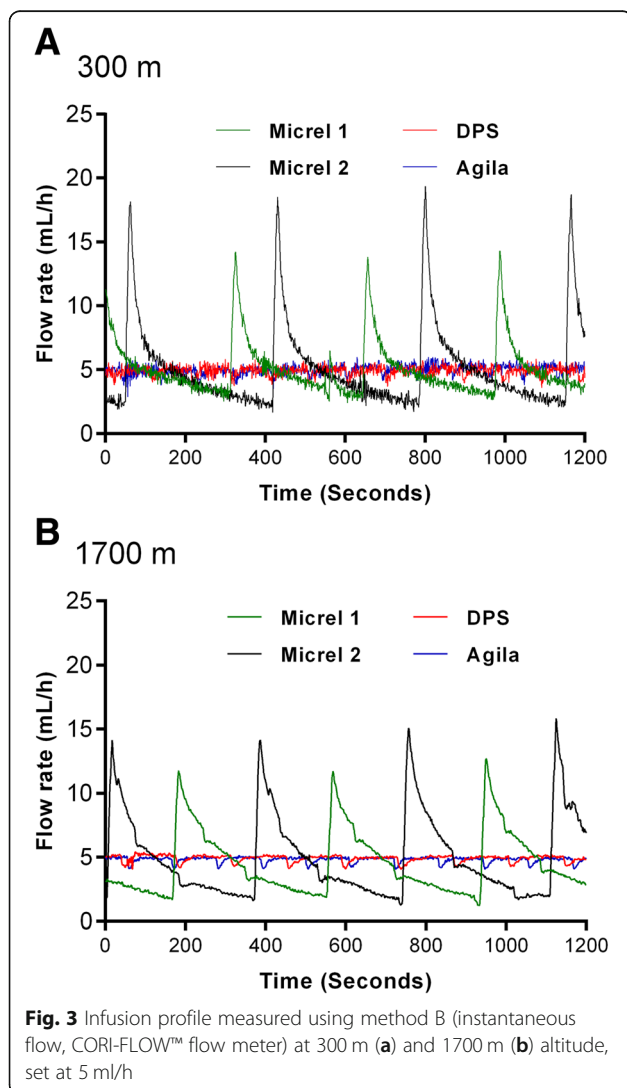 A
300 m
Micrel 1
DPS
Micrel 2
Agila
25
20
15
10
5
0
Flow rate (mL/h)
0
200
400
600
800
1000
1200
Time (Seconds)
B
1700 m
Micrel 1
DPS
Micrel 2
Agila
25
20
15
10
5
0
Flow rate (mL/h)
0
200
400
600
800
1000
1200
Time (Seconds)
Fig. 3 Infusion profile measured using method B (instantaneous
flow, CORI-FLOW™ flow meter) at 300 m (a) and 1700 m (b) altitude,
set at 5 ml/h